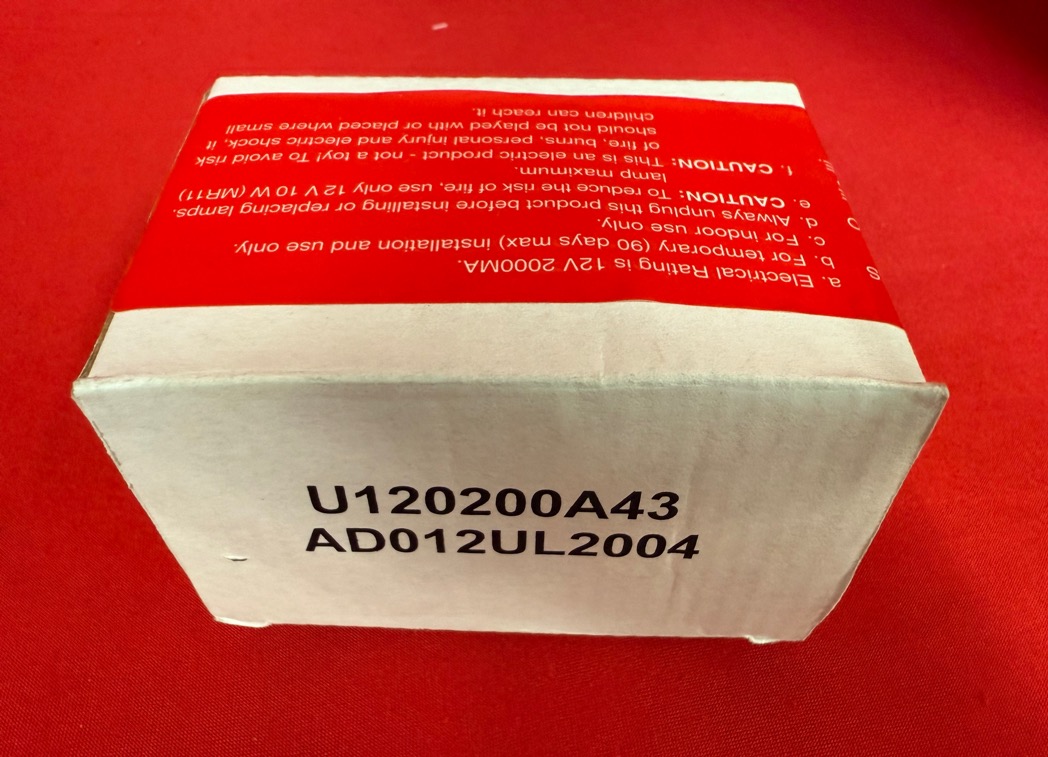 a. Electrical Rating is 12V 2000MA.
b. For temporary (90 days max) installation and use only.
c. For indoor use only.
d. Always unplug this product before installing or replacing lamps.
e. CAUTION: To reduce the risk of fire, use only 12V 10W (MR11)
lamp maximum.
f. CAUTION: This is an electric product - not a toy! To avoid risk
of fire, burns, personal injury and electric shock, it
should not be played with or placed where small
children can reach it.
U120200A43
AD012UL2004